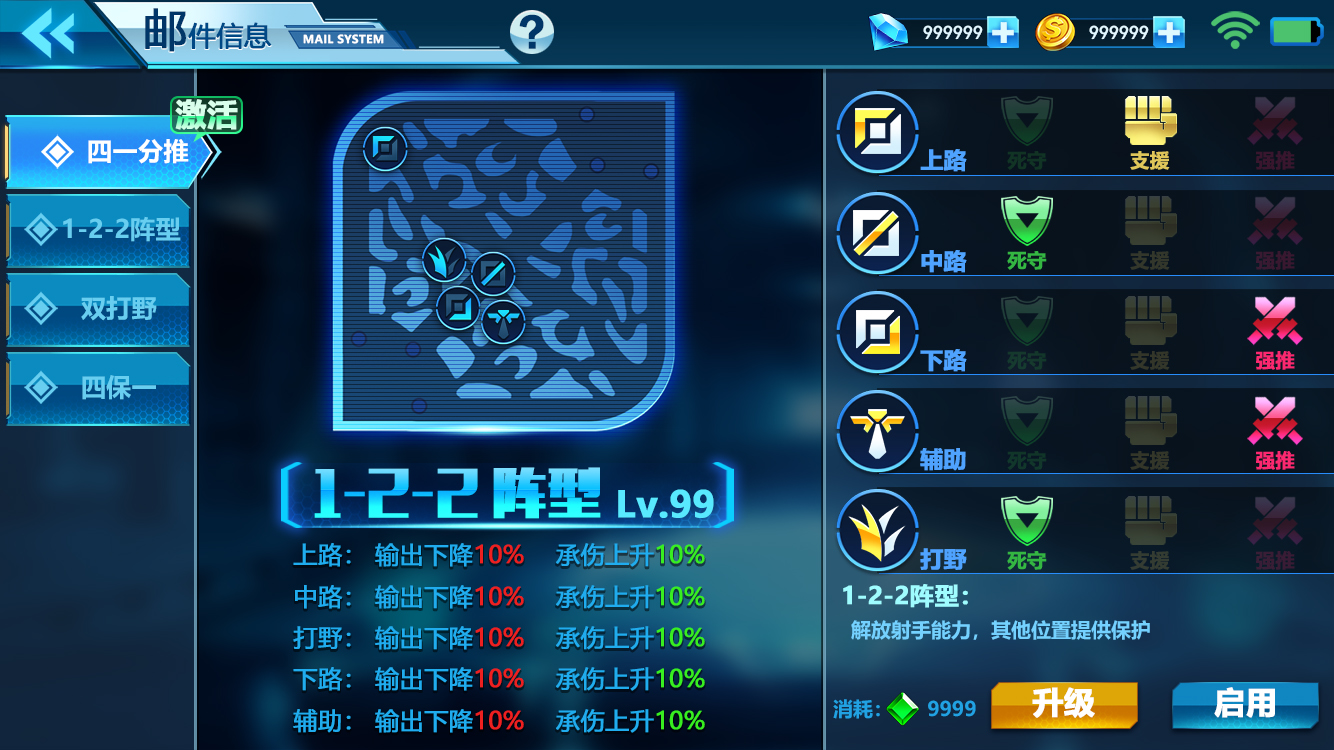 邮件信息
MAIL SYSTEM
?
999999
999999
激活
四一分推
1-2-2阵型
双打野
四保一
1-2-2阵型 Lv.99
上路： 输出下降10% 承伤上升10%
中路： 输出下降10% 承伤上升10%
打野： 输出下降10% 承伤上升10%
下路： 输出下降10% 承伤上升10%
辅助： 输出下降10% 承伤上升10%
上路 死守 支援 强推
中路 死守 支援 强推
下路 死守 支援 强推
辅助 死守 支援 强推
打野 死守 支援 强推
1-2-2阵型：
解放射手能力，其他位置提供保护
消耗： 9999
升级
启用